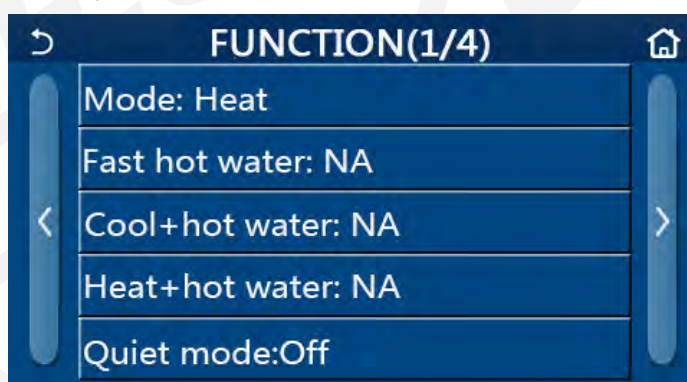 FUNCTION(1/4)
Mode: Heat
Fast hot water: NA
Cool+hot water: NA
Heat+hot water: NA
Quiet mode:Off